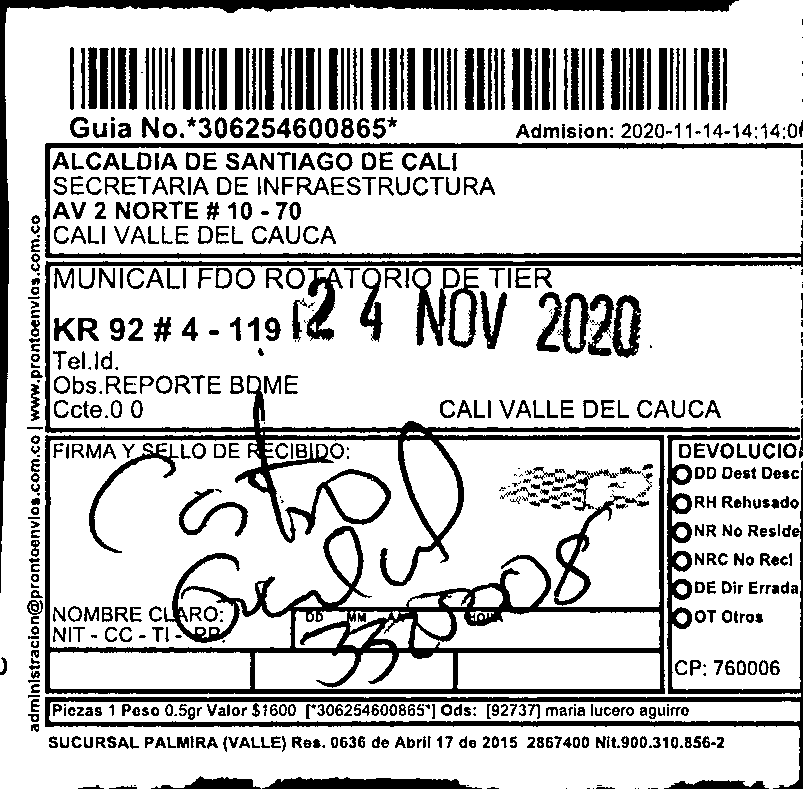 Guia No.*306254600865*
Admision: 2020-11-14-14:14:0
ALCALDIA DE SANTIAGO DE CALI
SECRETARIA DE INFRAESTRUCTURA
AV 2 NORTE # 10 - 70
CALI VALLE DEL CAUCA
MUNICALI FDO ROTATORIO DE TIER
24 NOV 2020
KR 92 # 4 - 119
Tel.Id.
Obs.REPORTE BDME
Ccte.0 0
CALI VALLE DEL CAUCA
www.prontoenvios.com.co
administracion@prontoenvios.com.co |
FIRMA Y SELLO DE RECIBIDO:
NOMBRE CLARO:
NIT - CC - TI - PP
DD MM AA HORA
DEVOLUCIO
DD Dest Desc
RH Rehusado
NR No Reside
NRC No Recl
DE Dir Errada
OT Otros
CP: 760006
Piezas 1 Peso 0.5gr Valor $1600 [*306254600865*] Ods: [92737] maria lucero aguirre
SUCURSAL PALMIRA (VALLE) Res. 0636 de Abril 17 de 2015 2867400 Nit.900.310.856-2